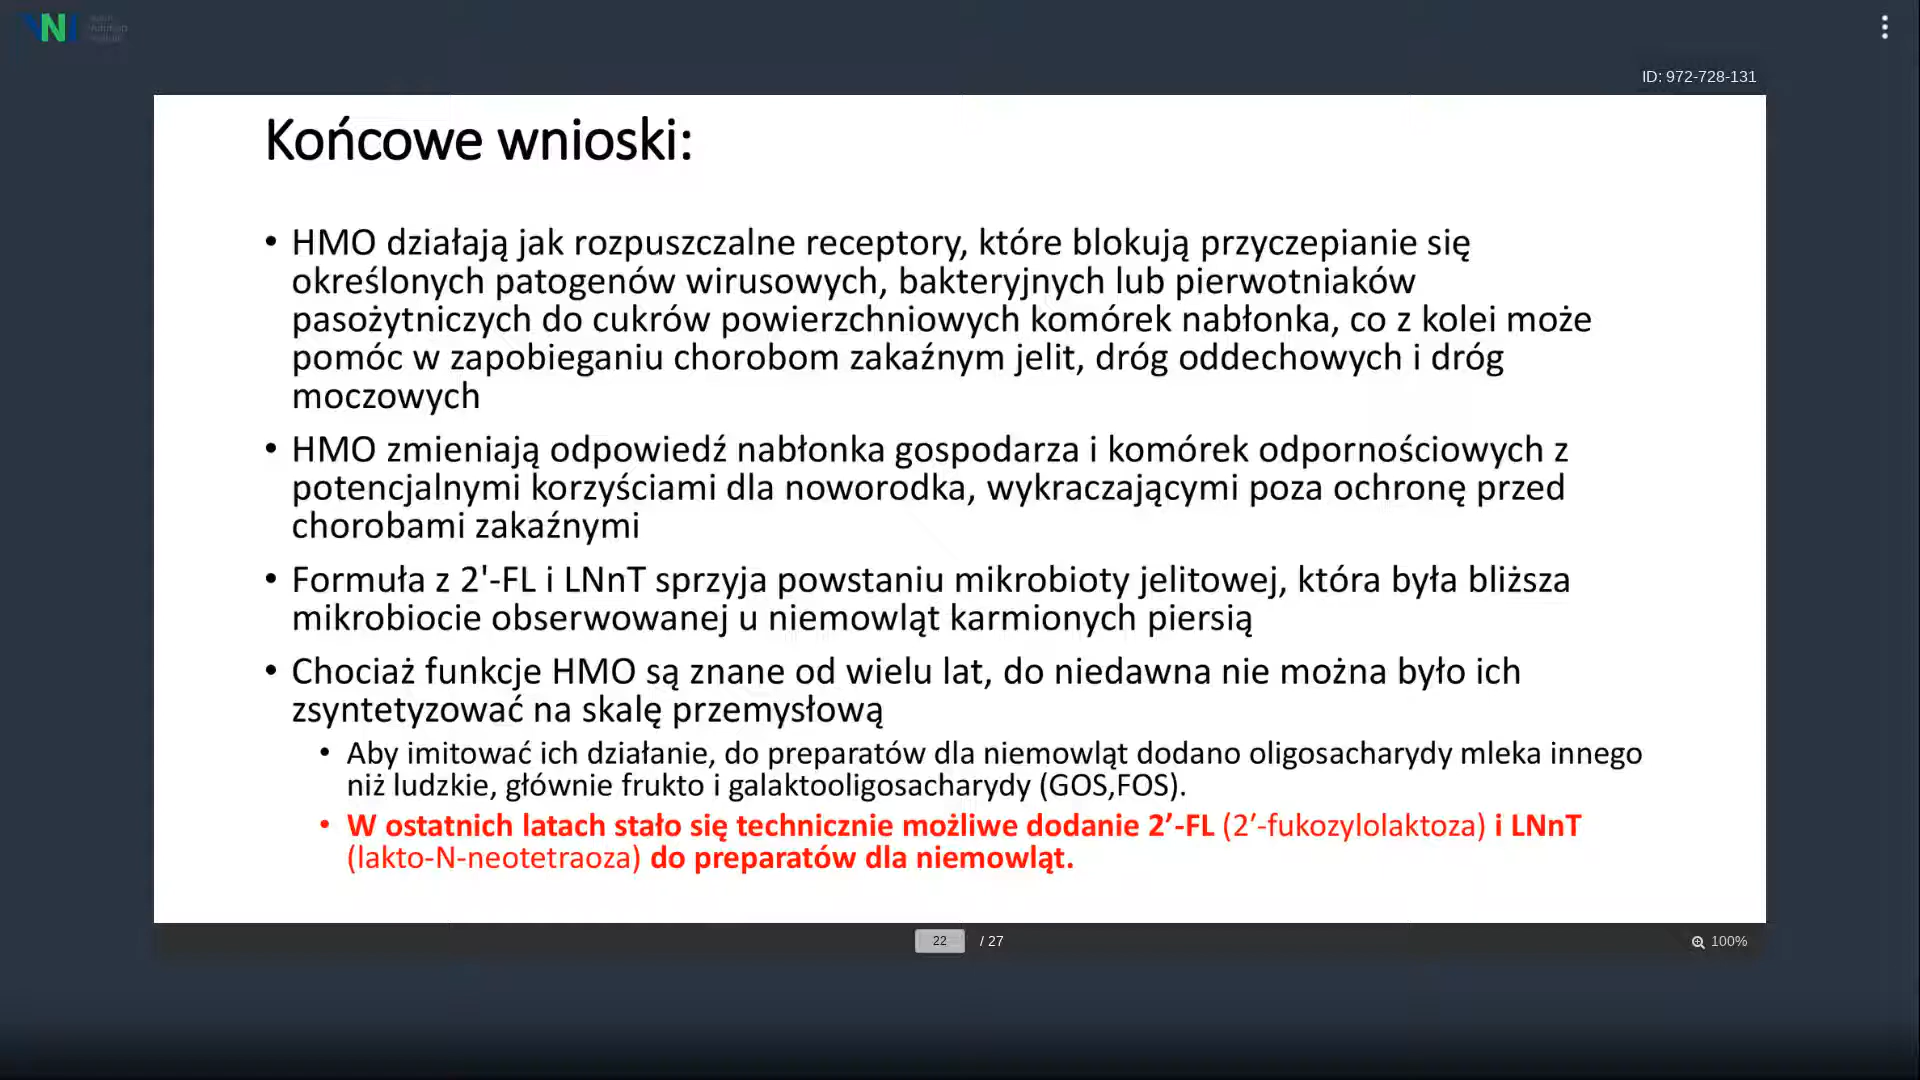 ID: 972-728-131
Końcowe wnioski:
• HMO działają jak rozpuszczalne receptory, które blokują przyczepianie się
określonych patogenów wirusowych, bakteryjnych lub pierwotniaków
pasożytniczych do cukrów powierzchniowych komórek nabłonka, co z kolei może
pomóc w zapobieganiu chorobom zakaźnym jelit, dróg oddechowych i dróg
moczowych
• HMO zmieniają odpowiedź nabłonka gospodarza i komórek odpornościowych z
potencjalnymi korzyściami dla noworodka, wykraczającymi poza ochronę przed
chorobami zakaźnymi
• Formuła z 2'-FL i LNnT sprzyja powstaniu mikrobioty jelitowej, która była bliższa
mikrobiocie obserwowanej u niemowląt karmionych piersią
• Chociaż funkcje HMO są znane od wielu lat, do niedawna nie można było ich
zsyntetyzować na skalę przemysłową
• Aby imitować ich działanie, do preparatów dla niemowląt dodano oligosacharydy mleka innego
niż ludzkie, głównie frukto i galaktooligosacharydy (GOS,FOS).
• W ostatnich latach stało się technicznie możliwe dodanie 2’-FL (2’-fukozylolaktoza) i LNnT
(lakto-N-neotetraoza) do preparatów dla niemowląt.
22 / 27
100%